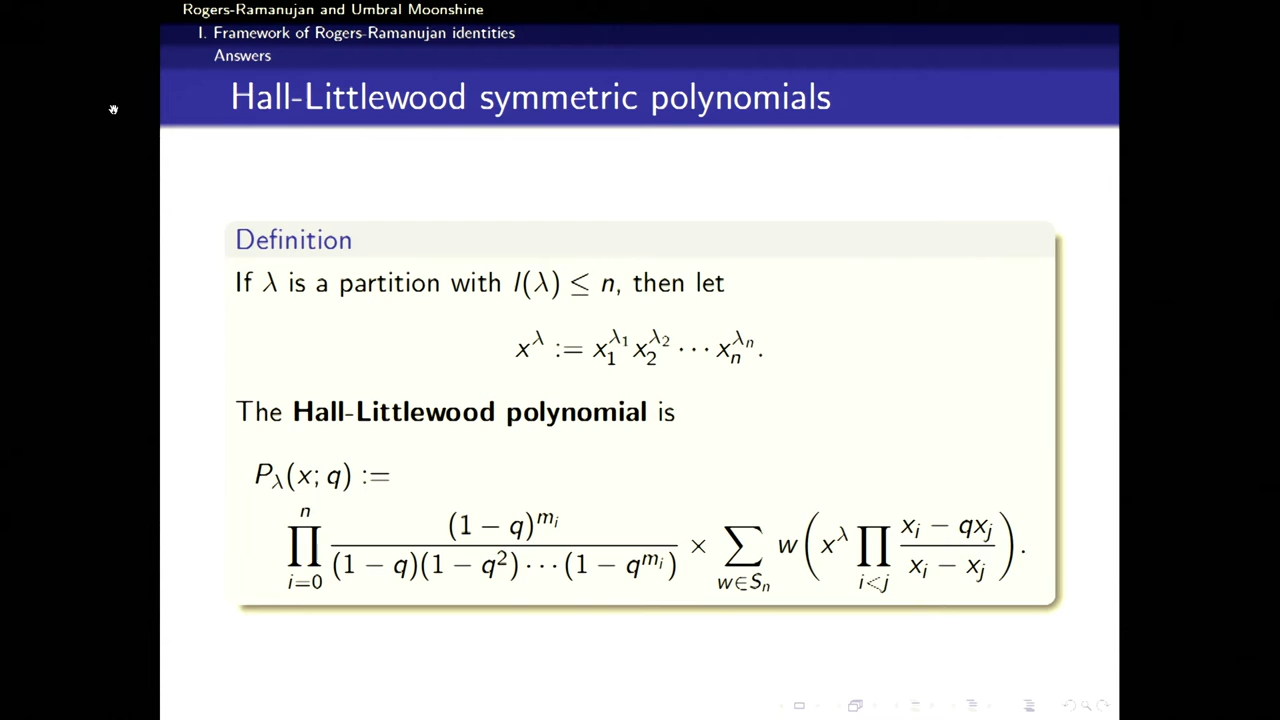 Rogers-Ramanujan and Umbral Moonshine
I. Framework of Rogers-Ramanujan identities
Answers
Hall-Littlewood symmetric polynomials
Definition
If λ is a partition with l(λ) ≤ n, then let
x^λ := x_1^{λ_1} x_2^{λ_2} ⋯ x_n^{λ_n}.
The Hall-Littlewood polynomial is
P_λ(x; q) :=
∏_{i=0}^{n} \frac{(1 − q)^{m_i}}{(1 − q)(1 − q^2) ⋯ (1 − q^{m_i})} × ∑_{w∈S_n} w( x^λ ∏_{i<j} \frac{x_i − qx_j}{x_i − x_j} ).